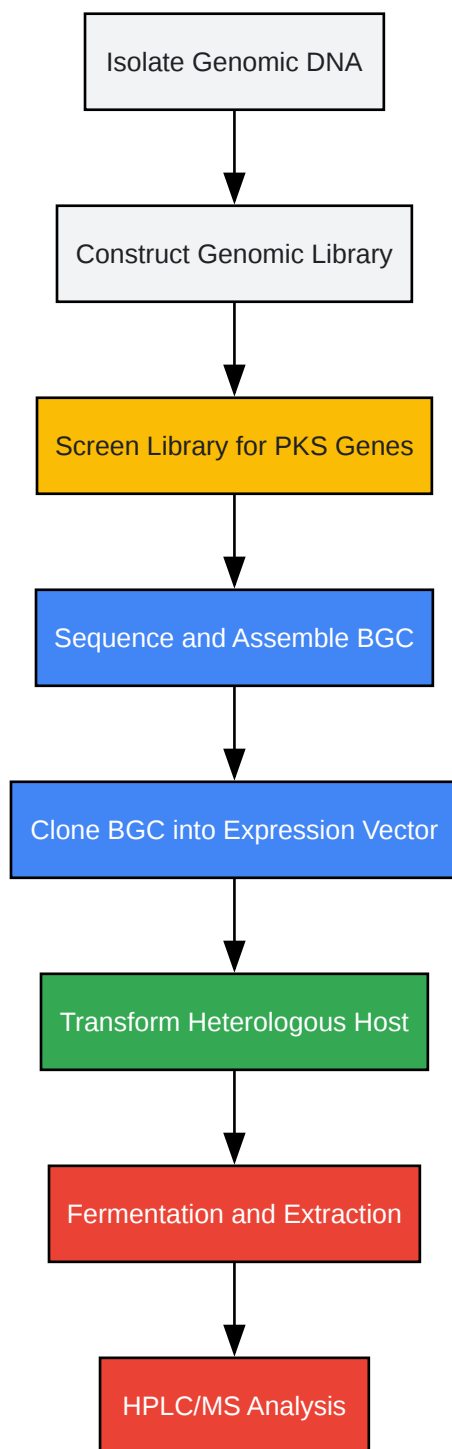 Isolate Genomic DNA
Construct Genomic Library
Screen Library for PKS Genes
Sequence and Assemble BGC
Clone BGC into Expression Vector
Transform Heterologous Host
Fermentation and Extraction
HPLC/MS Analysis